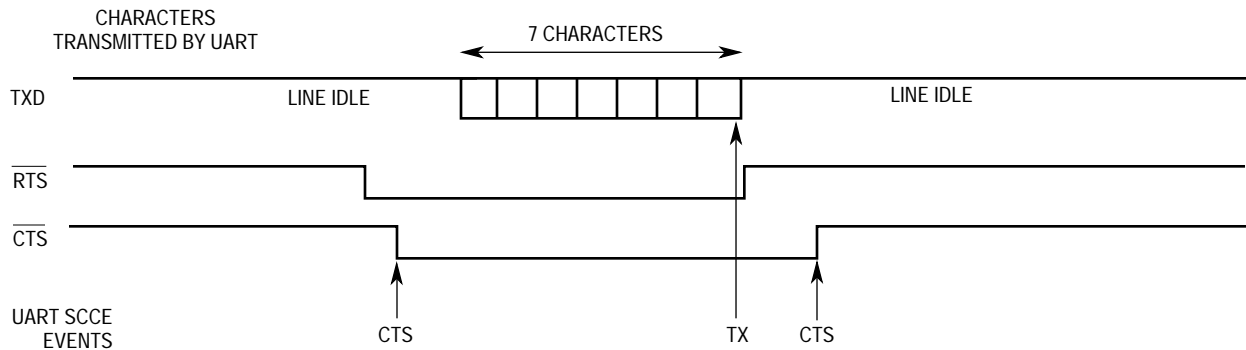 CHARACTERS
TRANSMITTED BY UART
7 CHARACTERS
TXD
LINE IDLE
LINE IDLE
RTS
CTS
UART SCCE
EVENTS
CTS
TX
CTS